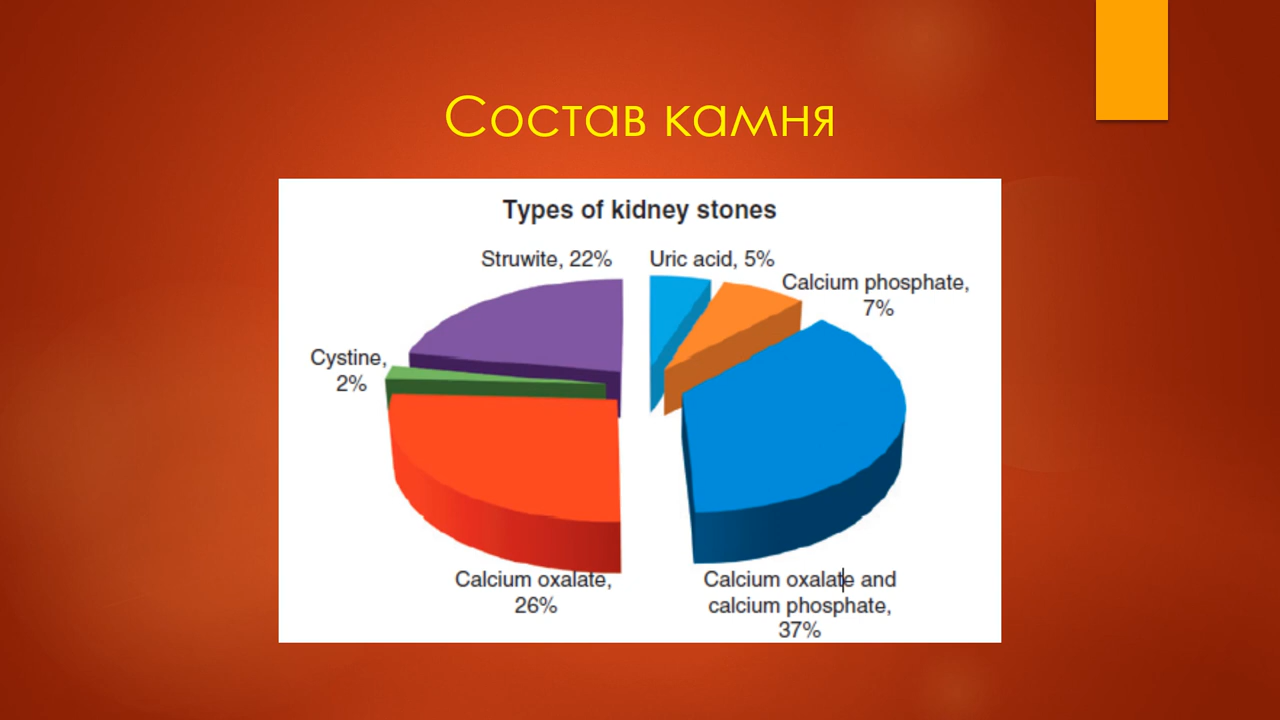 Состав камня
Types of kidney stones
Struwite, 22%
Uric acid, 5%
Calcium phosphate,
7%
Cystine,
2%
Calcium oxalate,
26%
Calcium oxalate and
calcium phosphate,
37%